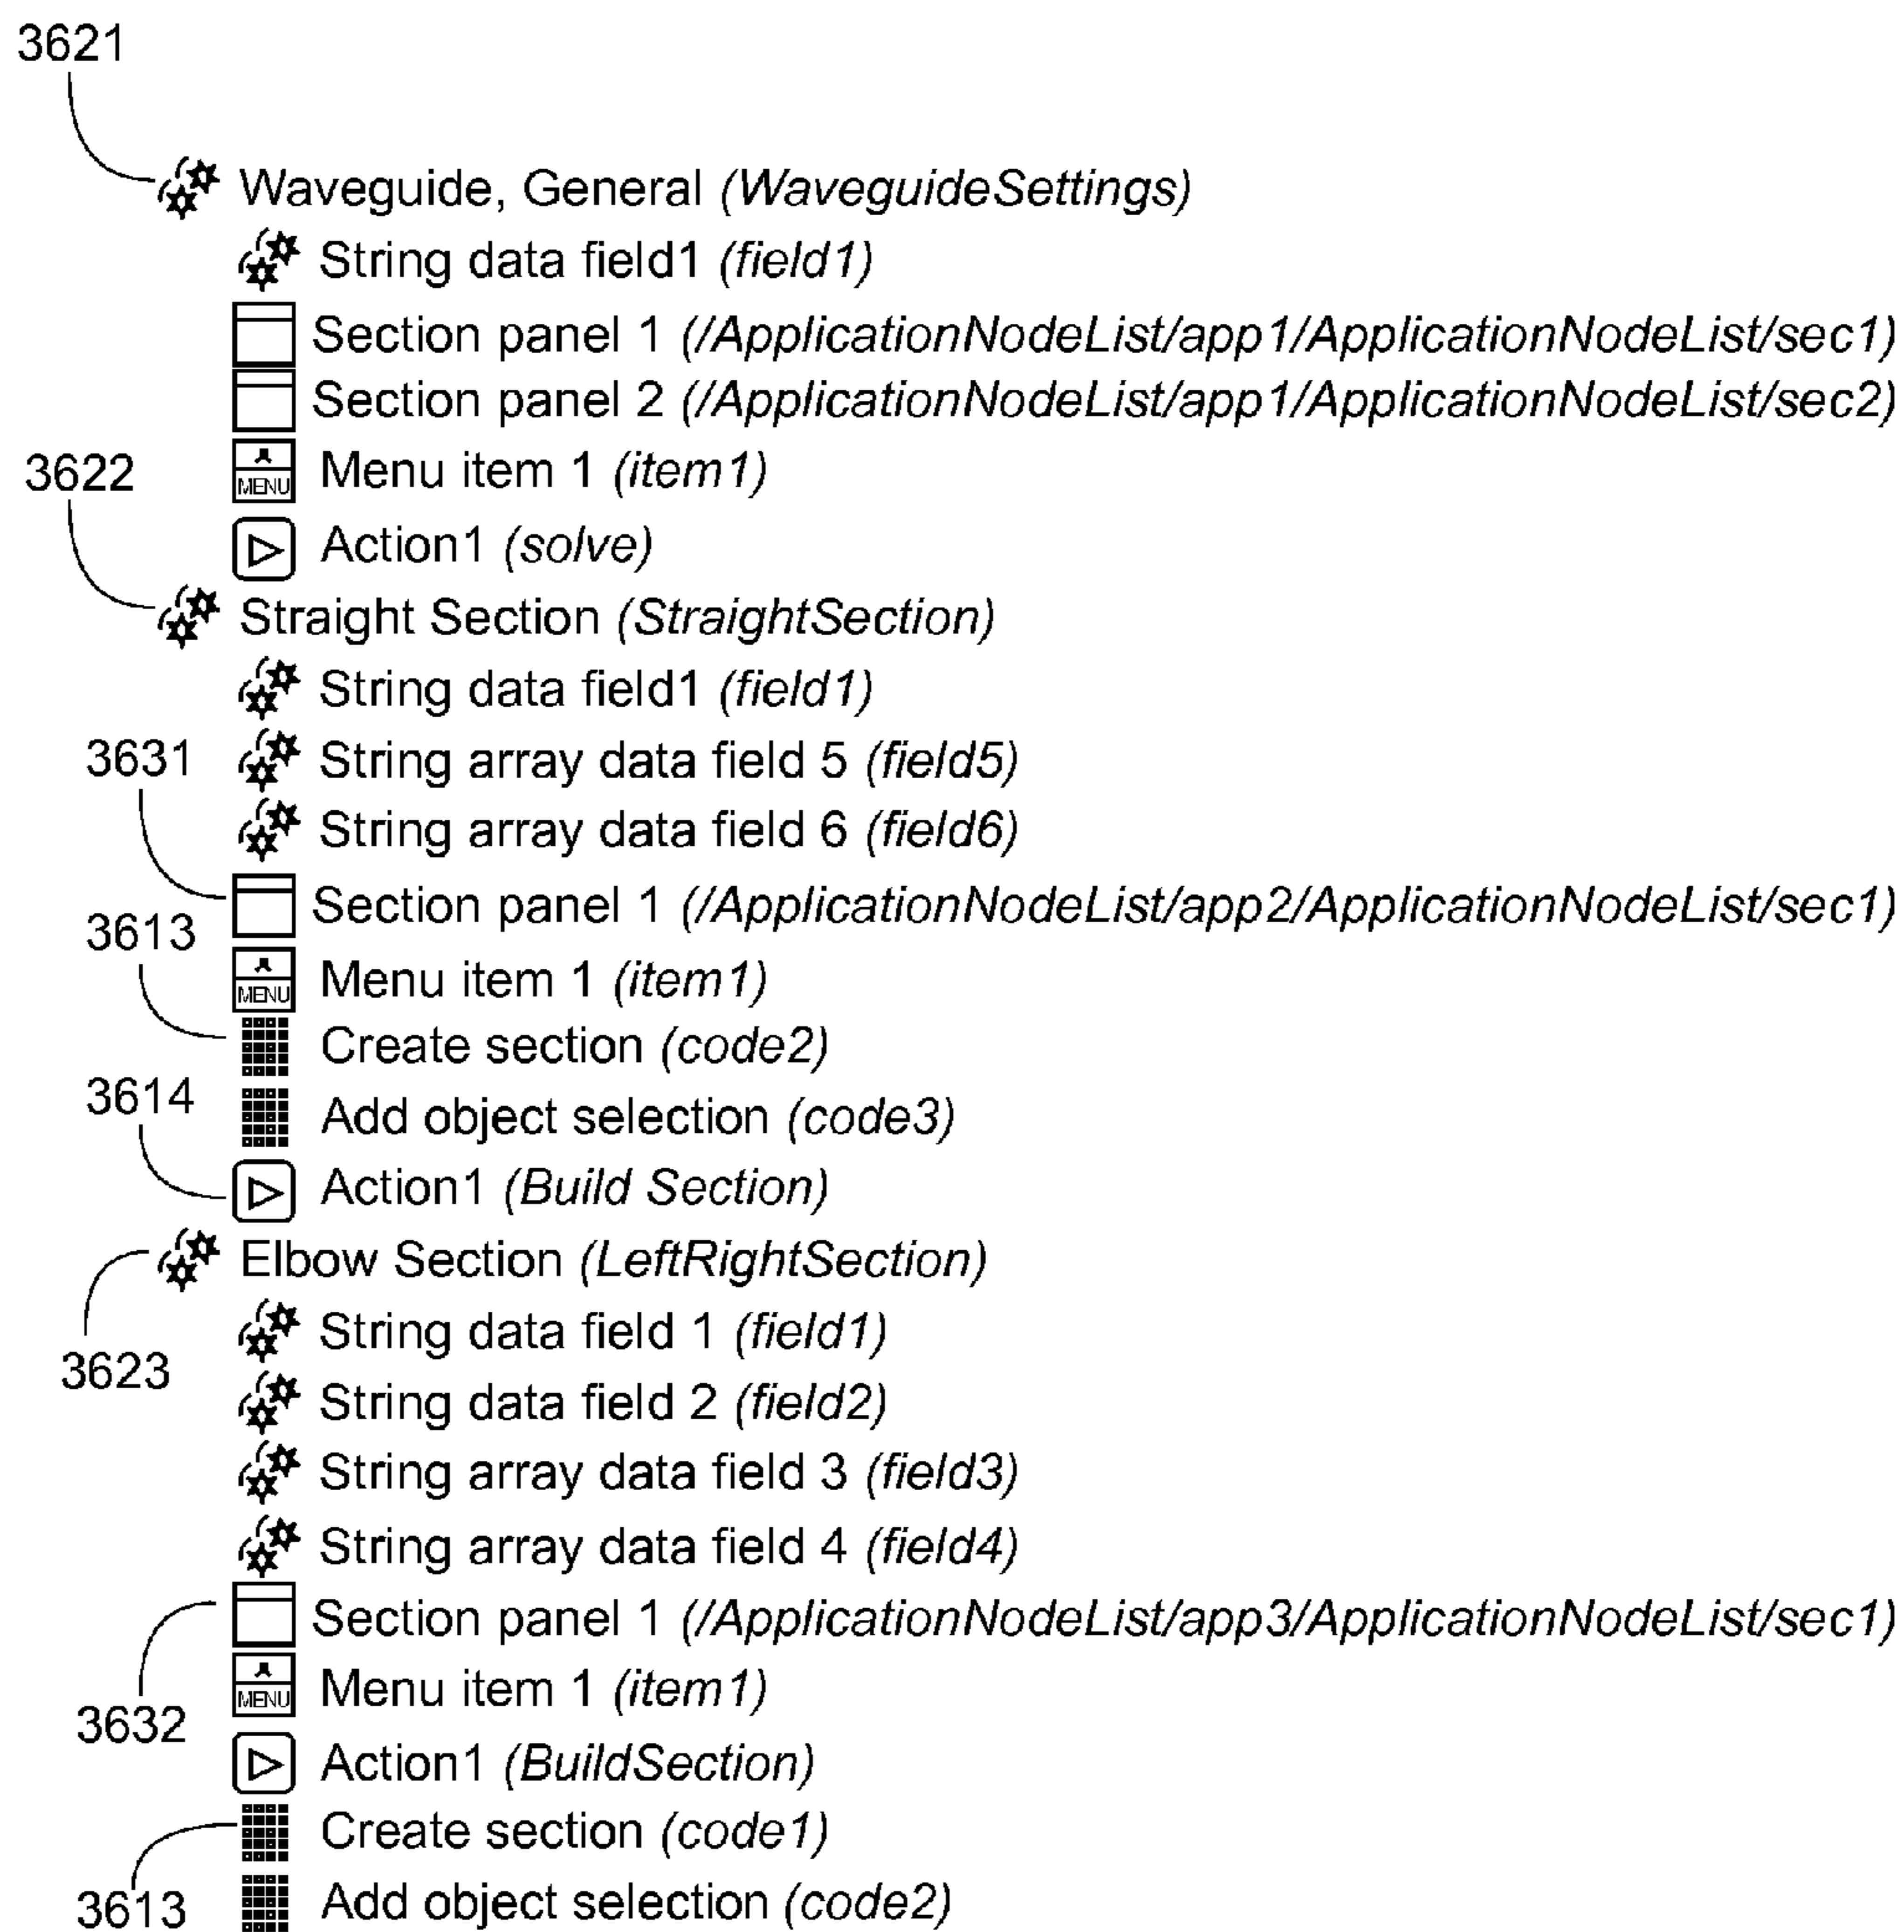 3621
Waveguide, General (WaveguideSettings)
String data field1 (field1)
Section panel 1 (/ApplicationNodeList/app1/ApplicationNodeList/sec1)
Section panel 2 (/ApplicationNodeList/app1/ApplicationNodeList/sec2)
3622
MENU Menu item 1 (item1)
Action1 (solve)
Straight Section (StraightSection)
String data field1 (field1)
3631 String array data field 5 (field5)
String array data field 6 (field6)
Section panel 1 (/ApplicationNodeList/app2/ApplicationNodeList/sec1)
3613
MENU Menu item 1 (item1)
Create section (code2)
3614
Add object selection (code3)
Action1 (Build Section)
Elbow Section (LeftRightSection)
String data field 1 (field1)
3623
String data field 2 (field2)
String array data field 3 (field3)
String array data field 4 (field4)
Section panel 1 (/ApplicationNodeList/app3/ApplicationNodeList/sec1)
MENU Menu item 1 (item1)
3632
Action1 (BuildSection)
Create section (code1)
3613 Add object selection (code2)